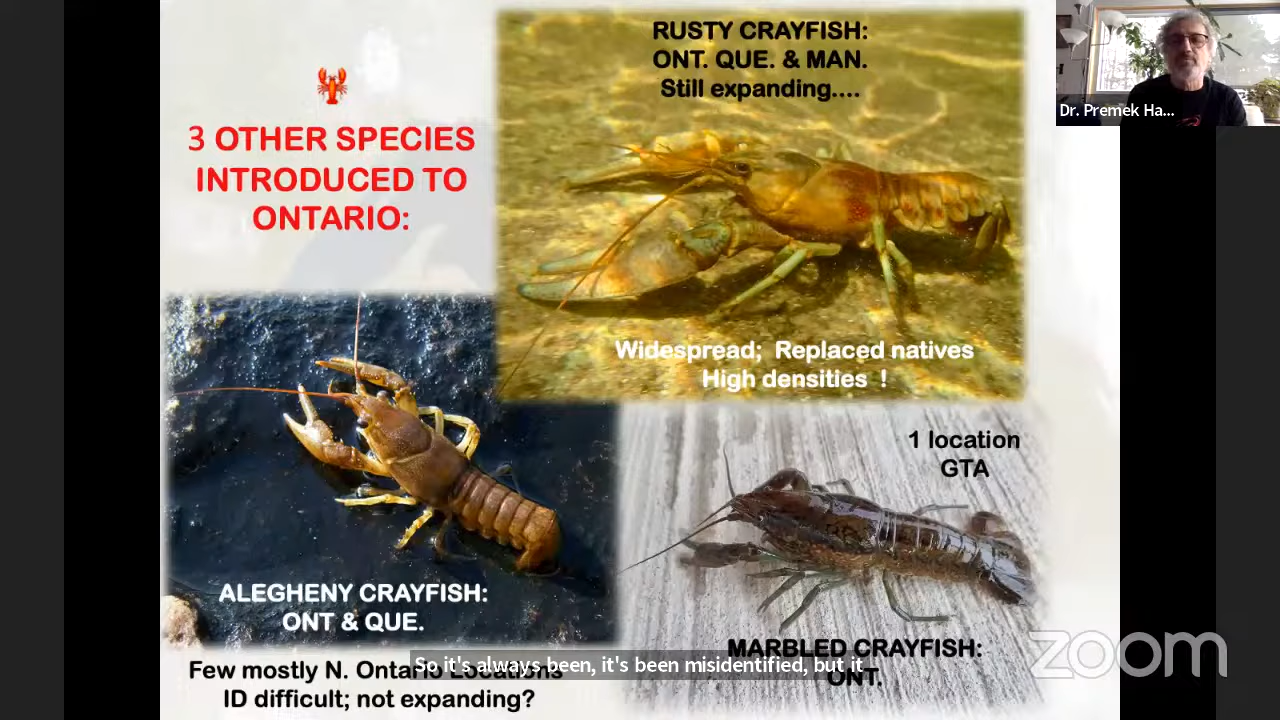 3 OTHER SPECIES
INTRODUCED TO
ONTARIO:
RUSTY CRAYFISH:
ONT. QUE. & MAN.
Still expanding....
Widespread; Replaced natives
High densities !
Dr. Premek Ha...
ALEGHENY CRAYFISH:
ONT & QUE.
Few mostly N. Ontario Locations
ID difficult; not expanding?
1 location
GTA
MARBLED CRAYFISH:
ONT.
So it's always been, it's been misidentified, but it
zoom